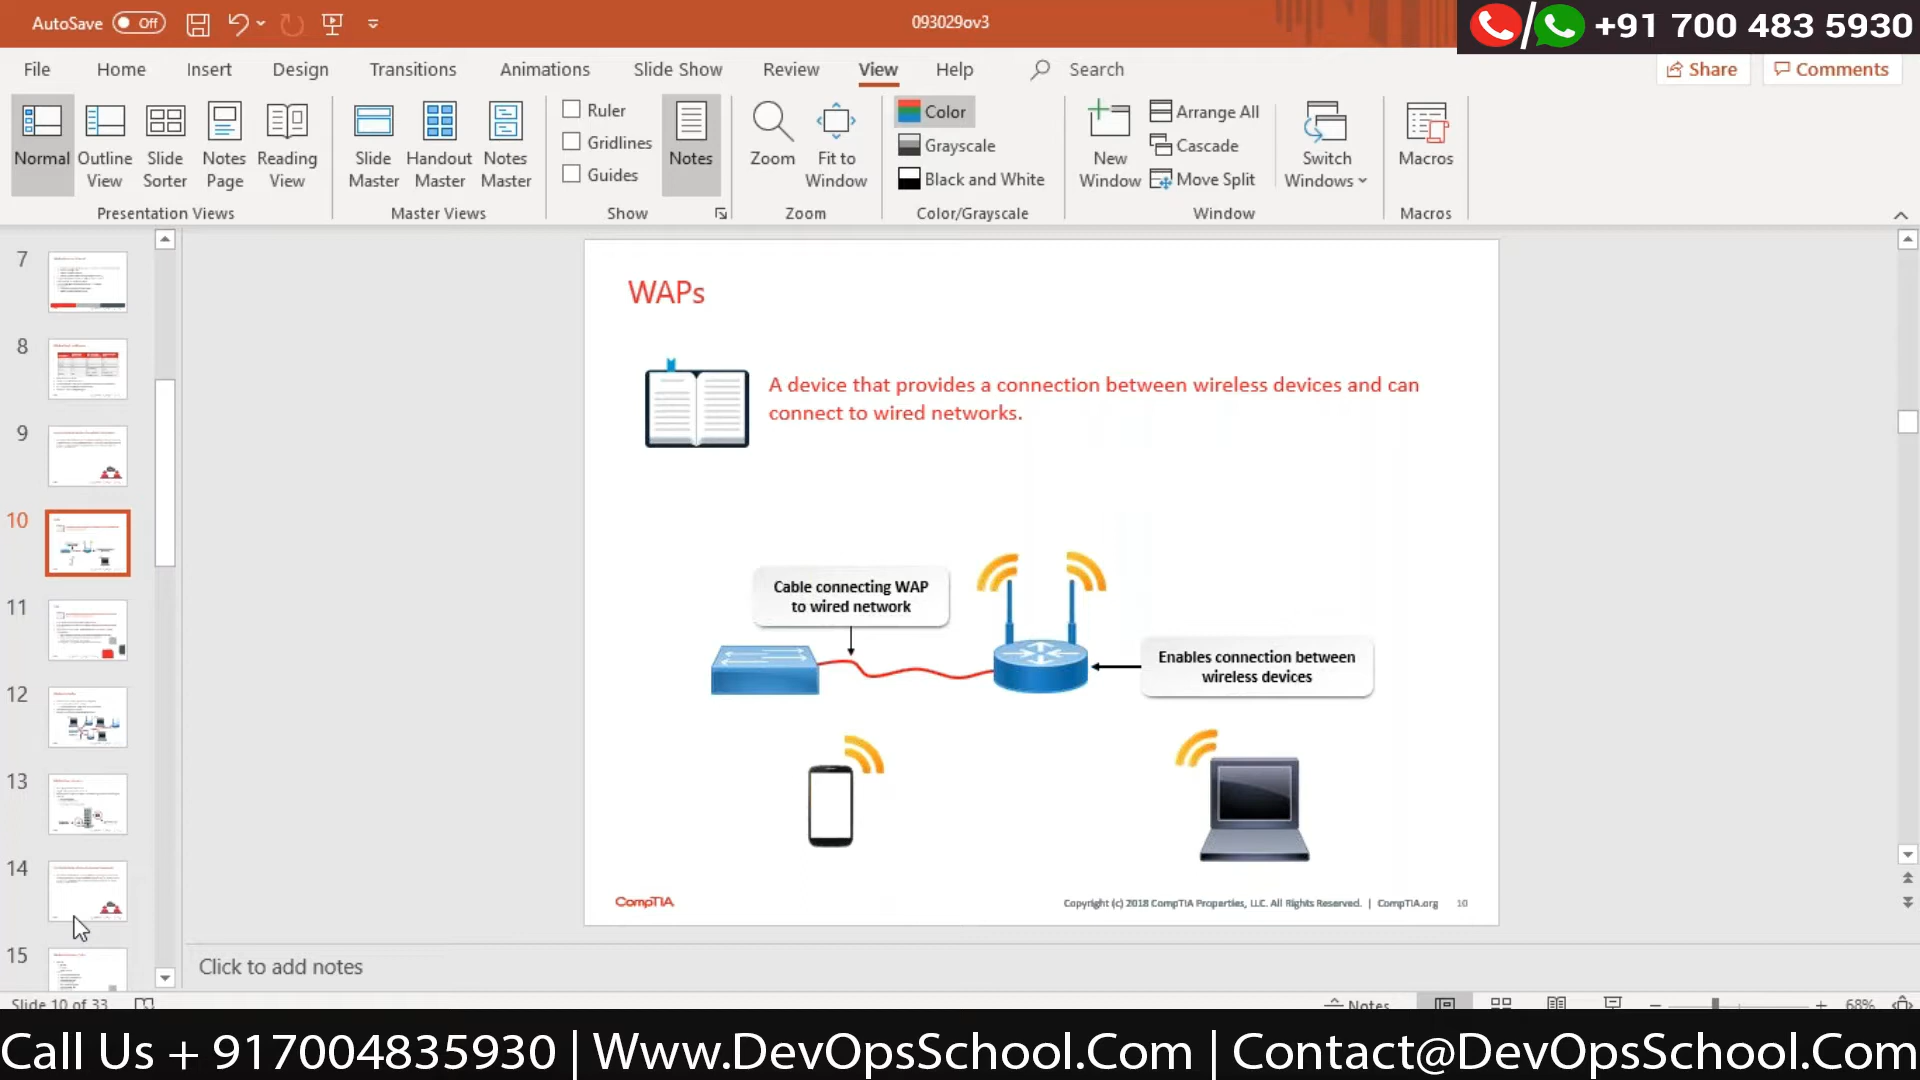 AutoSave Off
093029ov3
+91 700 483 5930
File Home Insert Design Transitions Animations Slide Show Review View Help Search Share Comments
Normal Outline View Slide Sorter Notes Page Reading View
Presentation Views
Slide Master Handout Master Notes Master
Master Views
Ruler
Gridlines
Guides
Notes
Show
Zoom Fit to Window
Zoom
Color
Grayscale
Black and White
Color/Grayscale
New Window Arrange All
Cascade
Move Split
Switch Windows
Window
Macros
Macros
7
8
9
10
11
12
13
14
15
WAPs
A device that provides a connection between wireless devices and can
connect to wired networks.
Cable connecting WAP
to wired network
Enables connection between
wireless devices
CompTIA
Copyright (c) 2018 CompTIA Properties, LLC. All Rights Reserved. | CompTIA.org 10
Click to add notes
Slide 10 of 33
Notes
68%
Call Us + 917004835930 | Www.DevOpsSchool.Com | Contact@DevOpsSchool.Com